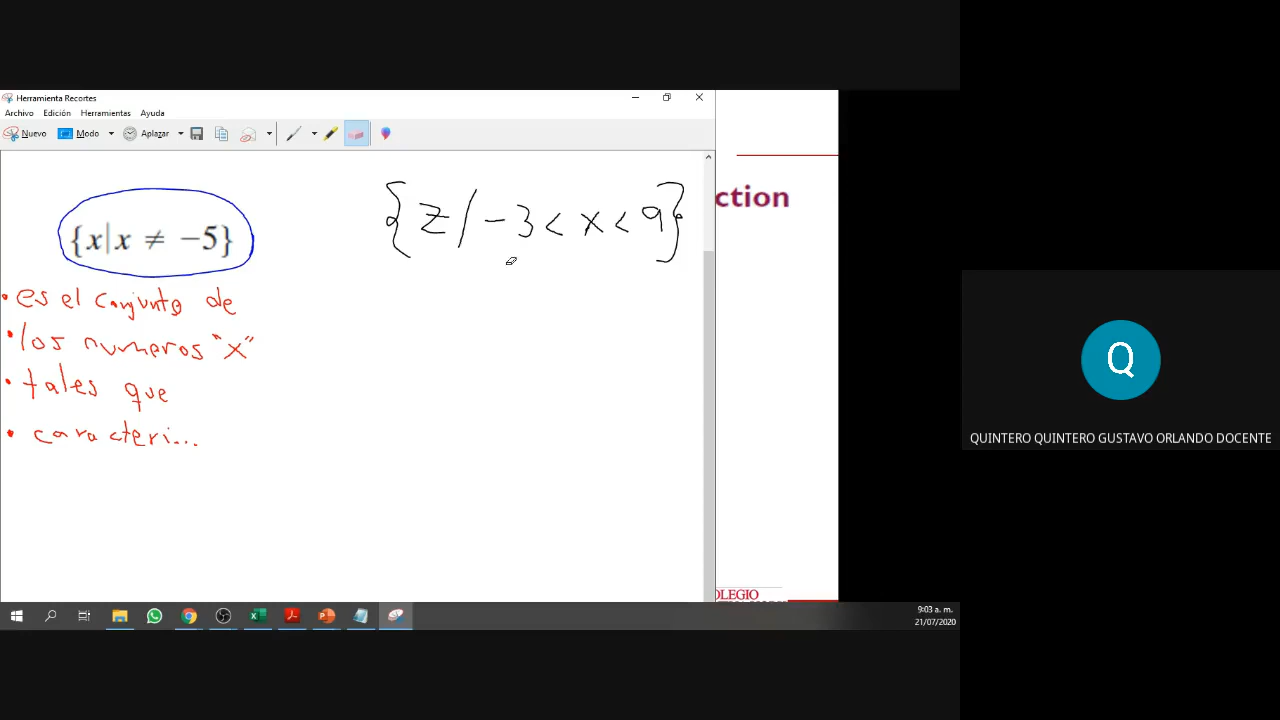 Herramienta Recortes
Archivo Edición Herramientas Ayuda
Nuevo Modo Aplazar
{x|x ≠ −5}
• es el conjunto de
• los numeros "x"
• tales que
• caracteri...
{z/-3<x<9}
ction
OLEGIO
9:03 a. m.
21/07/2020
Q
QUINTERO QUINTERO GUSTAVO ORLANDO DOCENTE